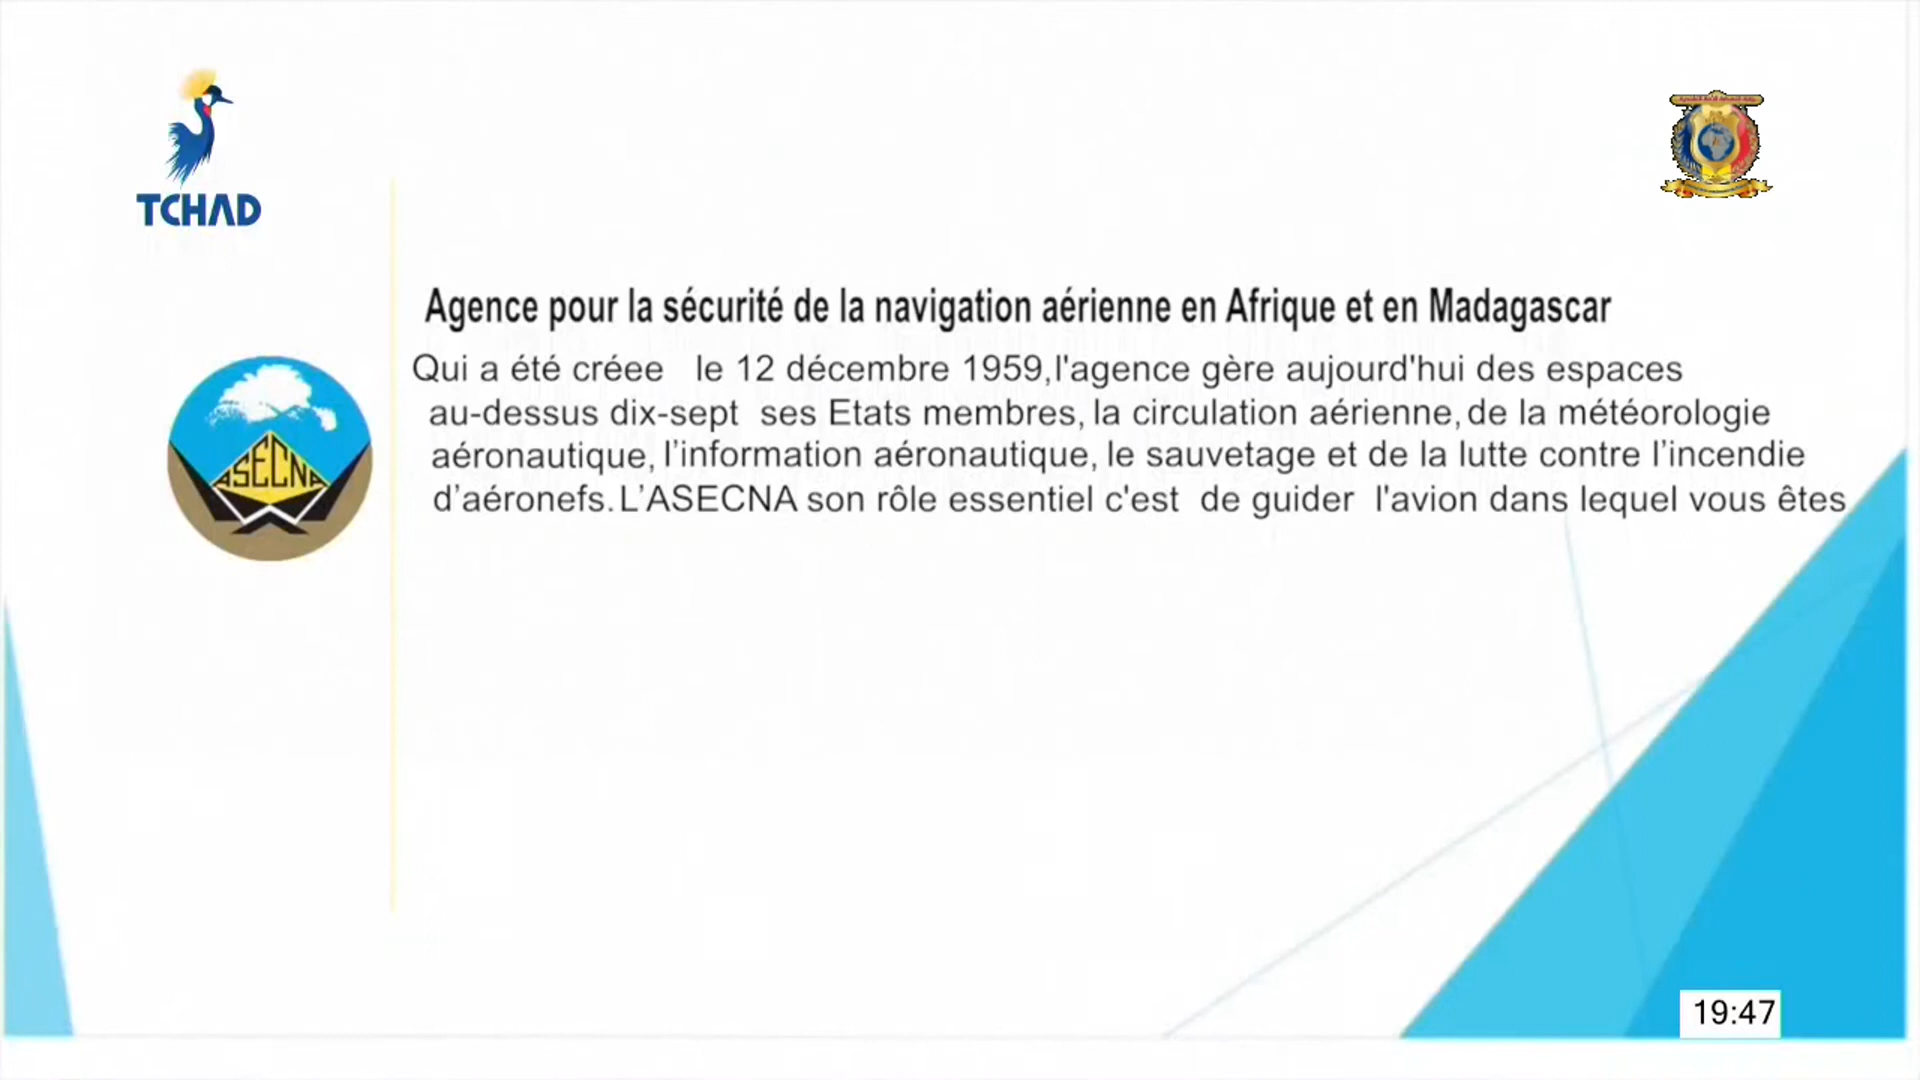 TCHAD
Agence pour la sécurité de la navigation aérienne en Afrique et en Madagascar
Qui a été créee le 12 décembre 1959,l'agence gère aujourd'hui des espaces
au-dessus dix-sept ses Etats membres, la circulation aérienne, de la météorologie
aéronautique, l’information aéronautique, le sauvetage et de la lutte contre l’incendie
d’aéronefs. L’ASECNA son rôle essentiel c'est de guider l'avion dans lequel vous êtes
ASECNA
19:47